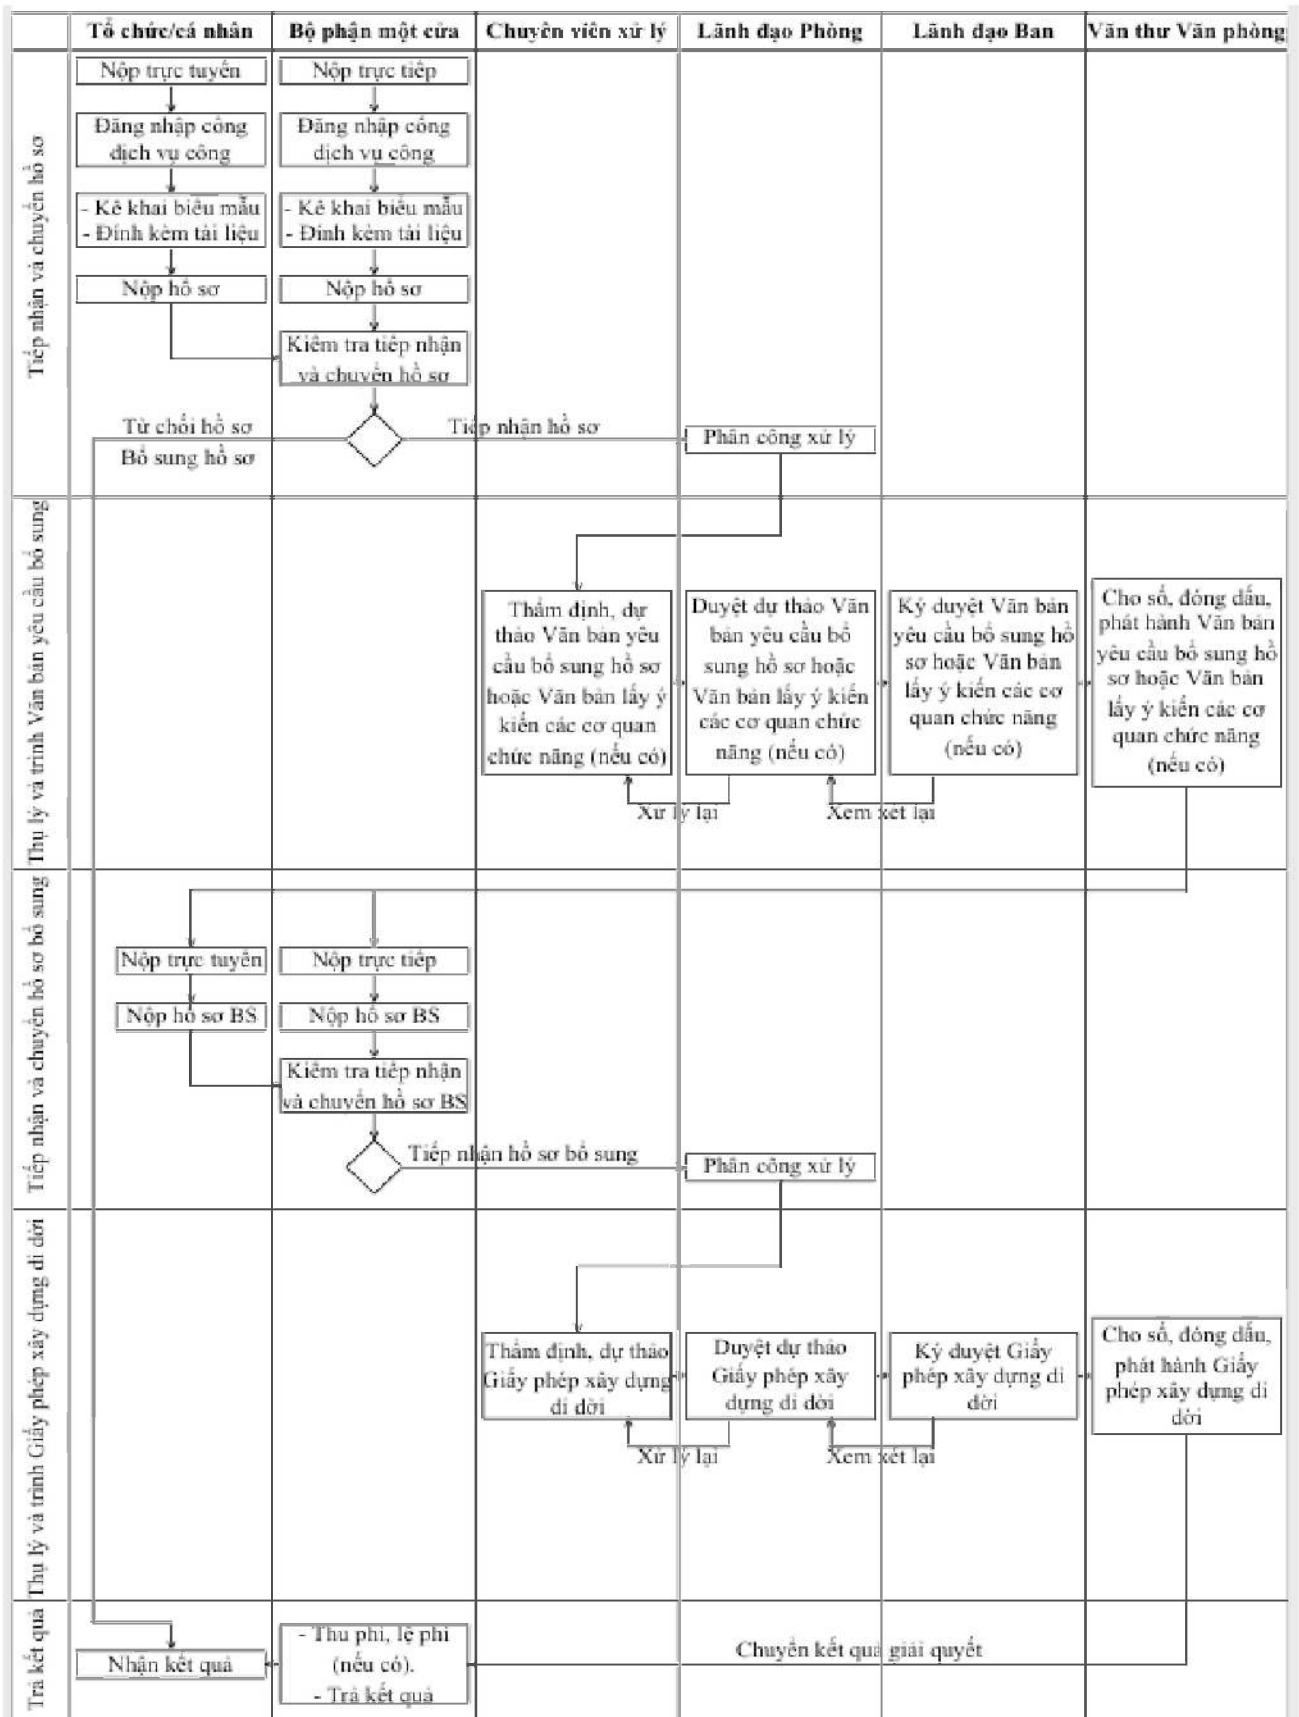 Tổ chức/cá nhân
Bộ phận một cửa
Chuyên viên xử lý
Lãnh đạo Phòng
Lãnh đạo Ban
Văn thư Văn phòng
Tiếp nhận và chuyển hồ sơ
Nộp trực tuyến
Nộp trực tiếp
Đăng nhập cổng
dịch vụ công
Đăng nhập cổng
dịch vụ công
- Kê khai biểu mẫu
- Đính kèm tài liệu
- Kê khai biểu mẫu
- Đính kèm tài liệu
Nộp hồ sơ
Nộp hồ sơ
Kiểm tra tiếp nhận
và chuyển hồ sơ
Từ chối hồ sơ
Bổ sung hồ sơ
Tiếp nhận hồ sơ
Phân công xử lý
Thụ lý và trình Văn bản yêu cầu bổ sung
Thẩm định, dự
thảo Văn bản yêu
cầu bổ sung hồ sơ
hoặc Văn bản lấy ý
kiến các cơ quan
chức năng (nếu có)
Duyệt dự thảo Văn
bản yêu cầu bổ
sung hồ sơ hoặc
Văn bản lấy ý kiến
các cơ quan chức
năng (nếu có)
Ký duyệt Văn bản
yêu cầu bổ sung hồ
sơ hoặc Văn bản
lấy ý kiến các cơ
quan chức năng
(nếu có)
Cho số, đóng dấu,
phát hành Văn bản
yêu cầu bổ sung hồ
sơ hoặc Văn bản
lấy ý kiến các cơ
quan chức năng
(nếu có)
Xử lý lại
Xem xét lại
Tiếp nhận và chuyển hồ sơ bổ sung
Nộp trực tuyến
Nộp trực tiếp
Nộp hồ sơ BS
Nộp hồ sơ BS
Kiểm tra tiếp nhận
và chuyển hồ sơ BS
Tiếp nhận hồ sơ bổ sung
Phân công xử lý
Thụ lý và trình Giấy phép xây dựng di dời
Thẩm định, dự thảo
Giấy phép xây dựng
di dời
Duyệt dự thảo
Giấy phép xây
dựng di dời
Ký duyệt Giấy
phép xây dựng di
dời
Cho số, đóng dấu,
phát hành Giấy
phép xây dựng di
dời
Xử lý lại
Xem xét lại
Trả kết quả
Nhận kết quả
- Thu phí, lệ phí
(nếu có).
- Trả kết quả
Chuyển kết quả giải quyết